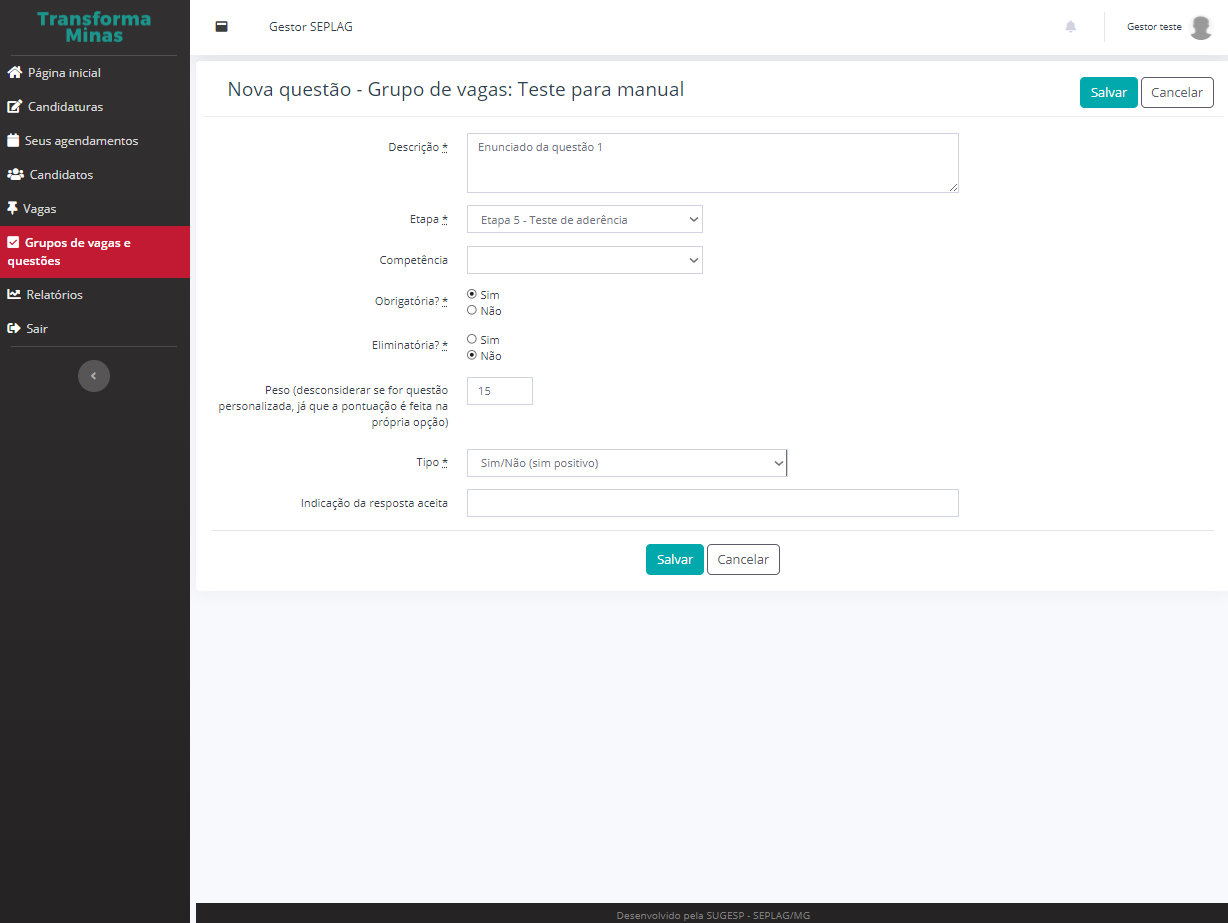 Transforma
Minas
Gestor SEPLAG
Gestor teste
Página inicial
Candidaturas
Seus agendamentos
Candidatos
Vagas
Grupos de vagas e
questões
Relatórios
Sair
Nova questão - Grupo de vagas: Teste para manual
Salvar
Cancelar
Descrição *
Enunciado da questão 1
Etapa *
Etapa 5 - Teste de aderência
Competência
Obrigatória? *
Sim
Não
Eliminatória? *
Sim
Não
Peso (desconsiderar se for questão
personalizada, já que a pontuação é feita na
própria opção)
15
Tipo *
Sim/Não (sim positivo)
Indicação da resposta aceita
Salvar
Cancelar
Desenvolvido pela SUGESP - SEPLAG/MG